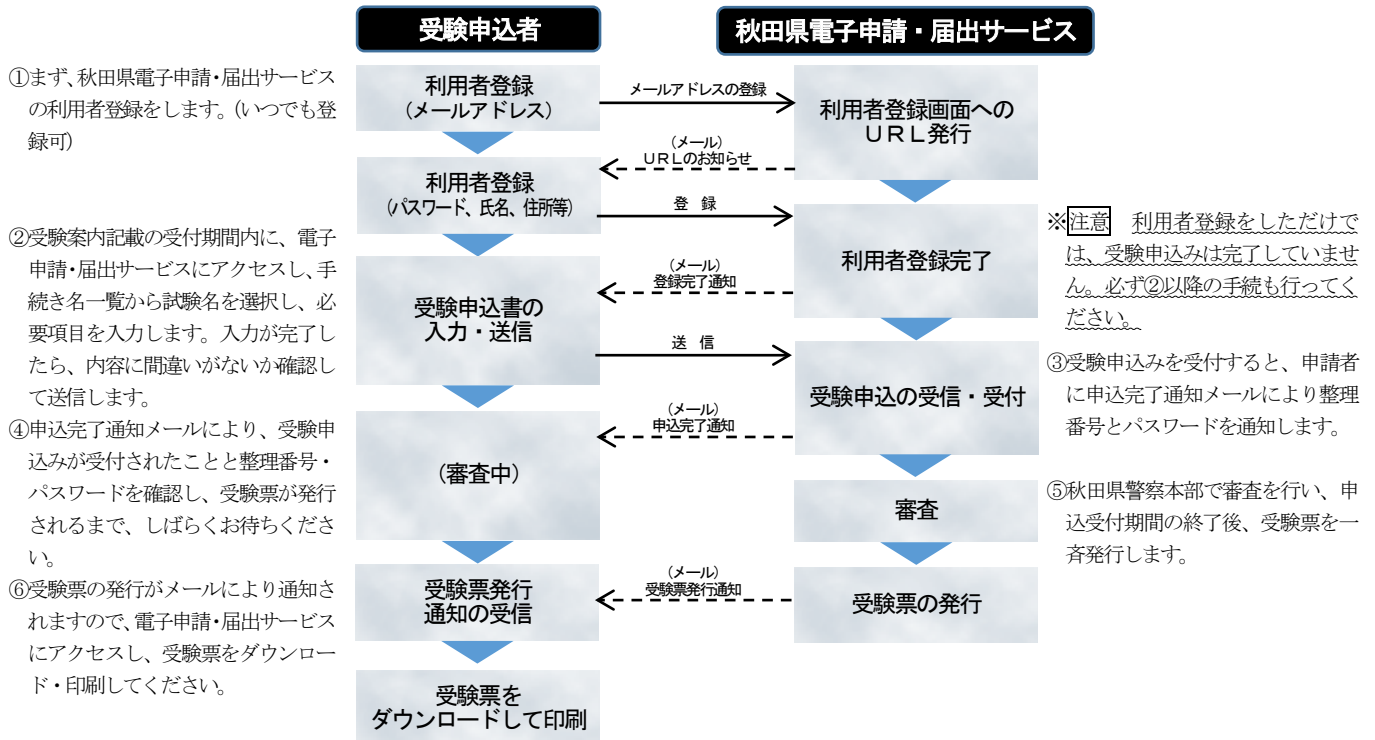 受験申込者
秋田県電子申請・届出サービス
①まず、秋田県電子申請・届出サービス
の利用者登録をします。(いつでも登
録可)
利用者登録
(メールアドレス)
メールアドレスの登録
利用者登録画面への
ＵＲＬ発行
(メール)
ＵＲＬのお知らせ
利用者登録
(パスワード、氏名、住所等)
登 録
②受験案内記載の受付期間内に、電子
申請・届出サービスにアクセスし、手
続き名一覧から試験名を選択し、必
要項目を入力します。入力が完了し
たら、内容に間違いがないか確認し
て送信します。
利用者登録完了
(メール)
登録完了通知
※注意 利用者登録をしただけで
は、受験申込みは完了していませ
ん。必ず②以降の手続も行ってく
ださい。
受験申込書の
入力・送信
送 信
受験申込の受信・受付
③受験申込みを受付すると、申請者
に申込完了通知メールにより整理
番号とパスワードを通知します。
(メール)
申込完了通知
④申込完了通知メールにより、受験申
込みが受付されたことと整理番号・
パスワードを確認し、受験票が発行
されるまで、しばらくお待ちくださ
い。
(審査中)
審査
⑤秋田県警察本部で審査を行い、申
込受付期間の終了後、受験票を一
斉発行します。
⑥受験票の発行がメールにより通知さ
れますので、電子申請・届出サービス
にアクセスし、受験票をダウンロー
ド・印刷してください。
受験票発行
通知の受信
(メール)
受験票発行通知
受験票の発行
受験票を
ダウンロードして印刷